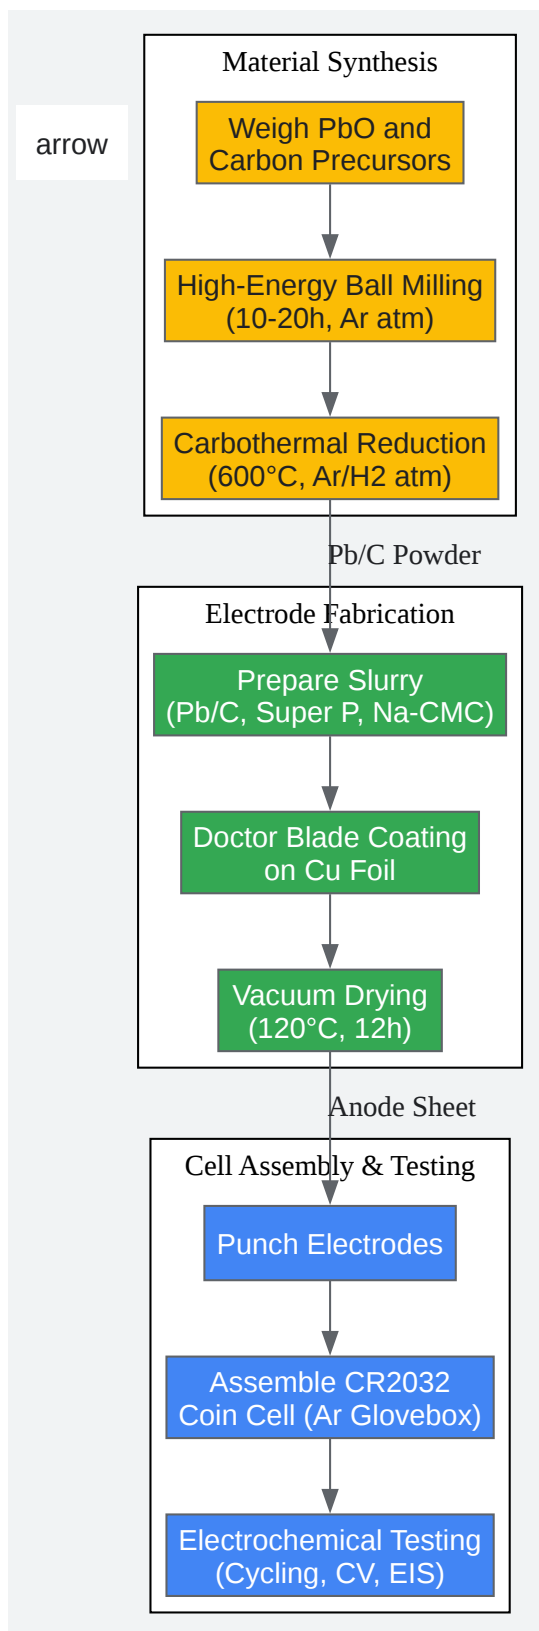 Material Synthesis
arrow
Weigh PbO and
Carbon Precursors
High-Energy Ball Milling
(10-20h, Ar atm)
Carbothermal Reduction
(600°C, Ar/H2 atm)
Pb/C Powder
Electrode Fabrication
Prepare Slurry
(Pb/C, Super P, Na-CMC)
Doctor Blade Coating
on Cu Foil
Vacuum Drying
(120°C, 12h)
Anode Sheet
Cell Assembly & Testing
Punch Electrodes
Assemble CR2032
Coin Cell (Ar Glovebox)
Electrochemical Testing
(Cycling, CV, EIS)